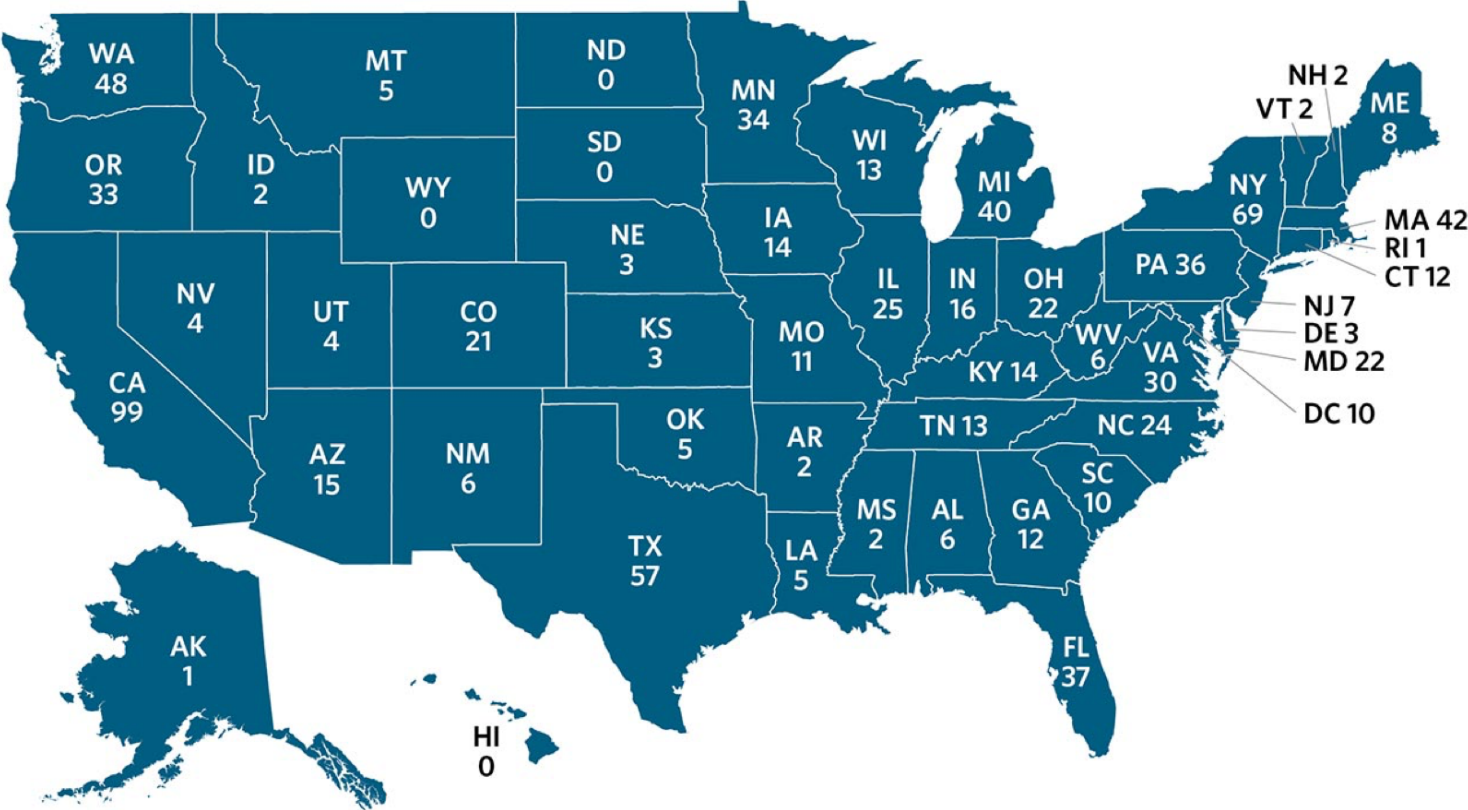 WA
48
MT
5
ND
0
MN
34
NH 2
VT 2
ME
8
OR
33
ID
2
WY
0
SD
0
WI
13
MI
40
NY
69
MA 42
RI 1
CT 12
IA
14
NE
3
PA 36
NV
4
UT
4
CO
21
KS
3
MO
11
IL
25
IN
16
OH
22
WV
6
VA
30
NJ 7
DE 3
MD 22
DC 10
KY 14
CA
99
AZ
15
NM
6
OK
5
AR
2
TN 13
NC 24
SC
10
MS
2
AL
6
GA
12
TX
57
LA
5
FL
37
AK
1
HI
0